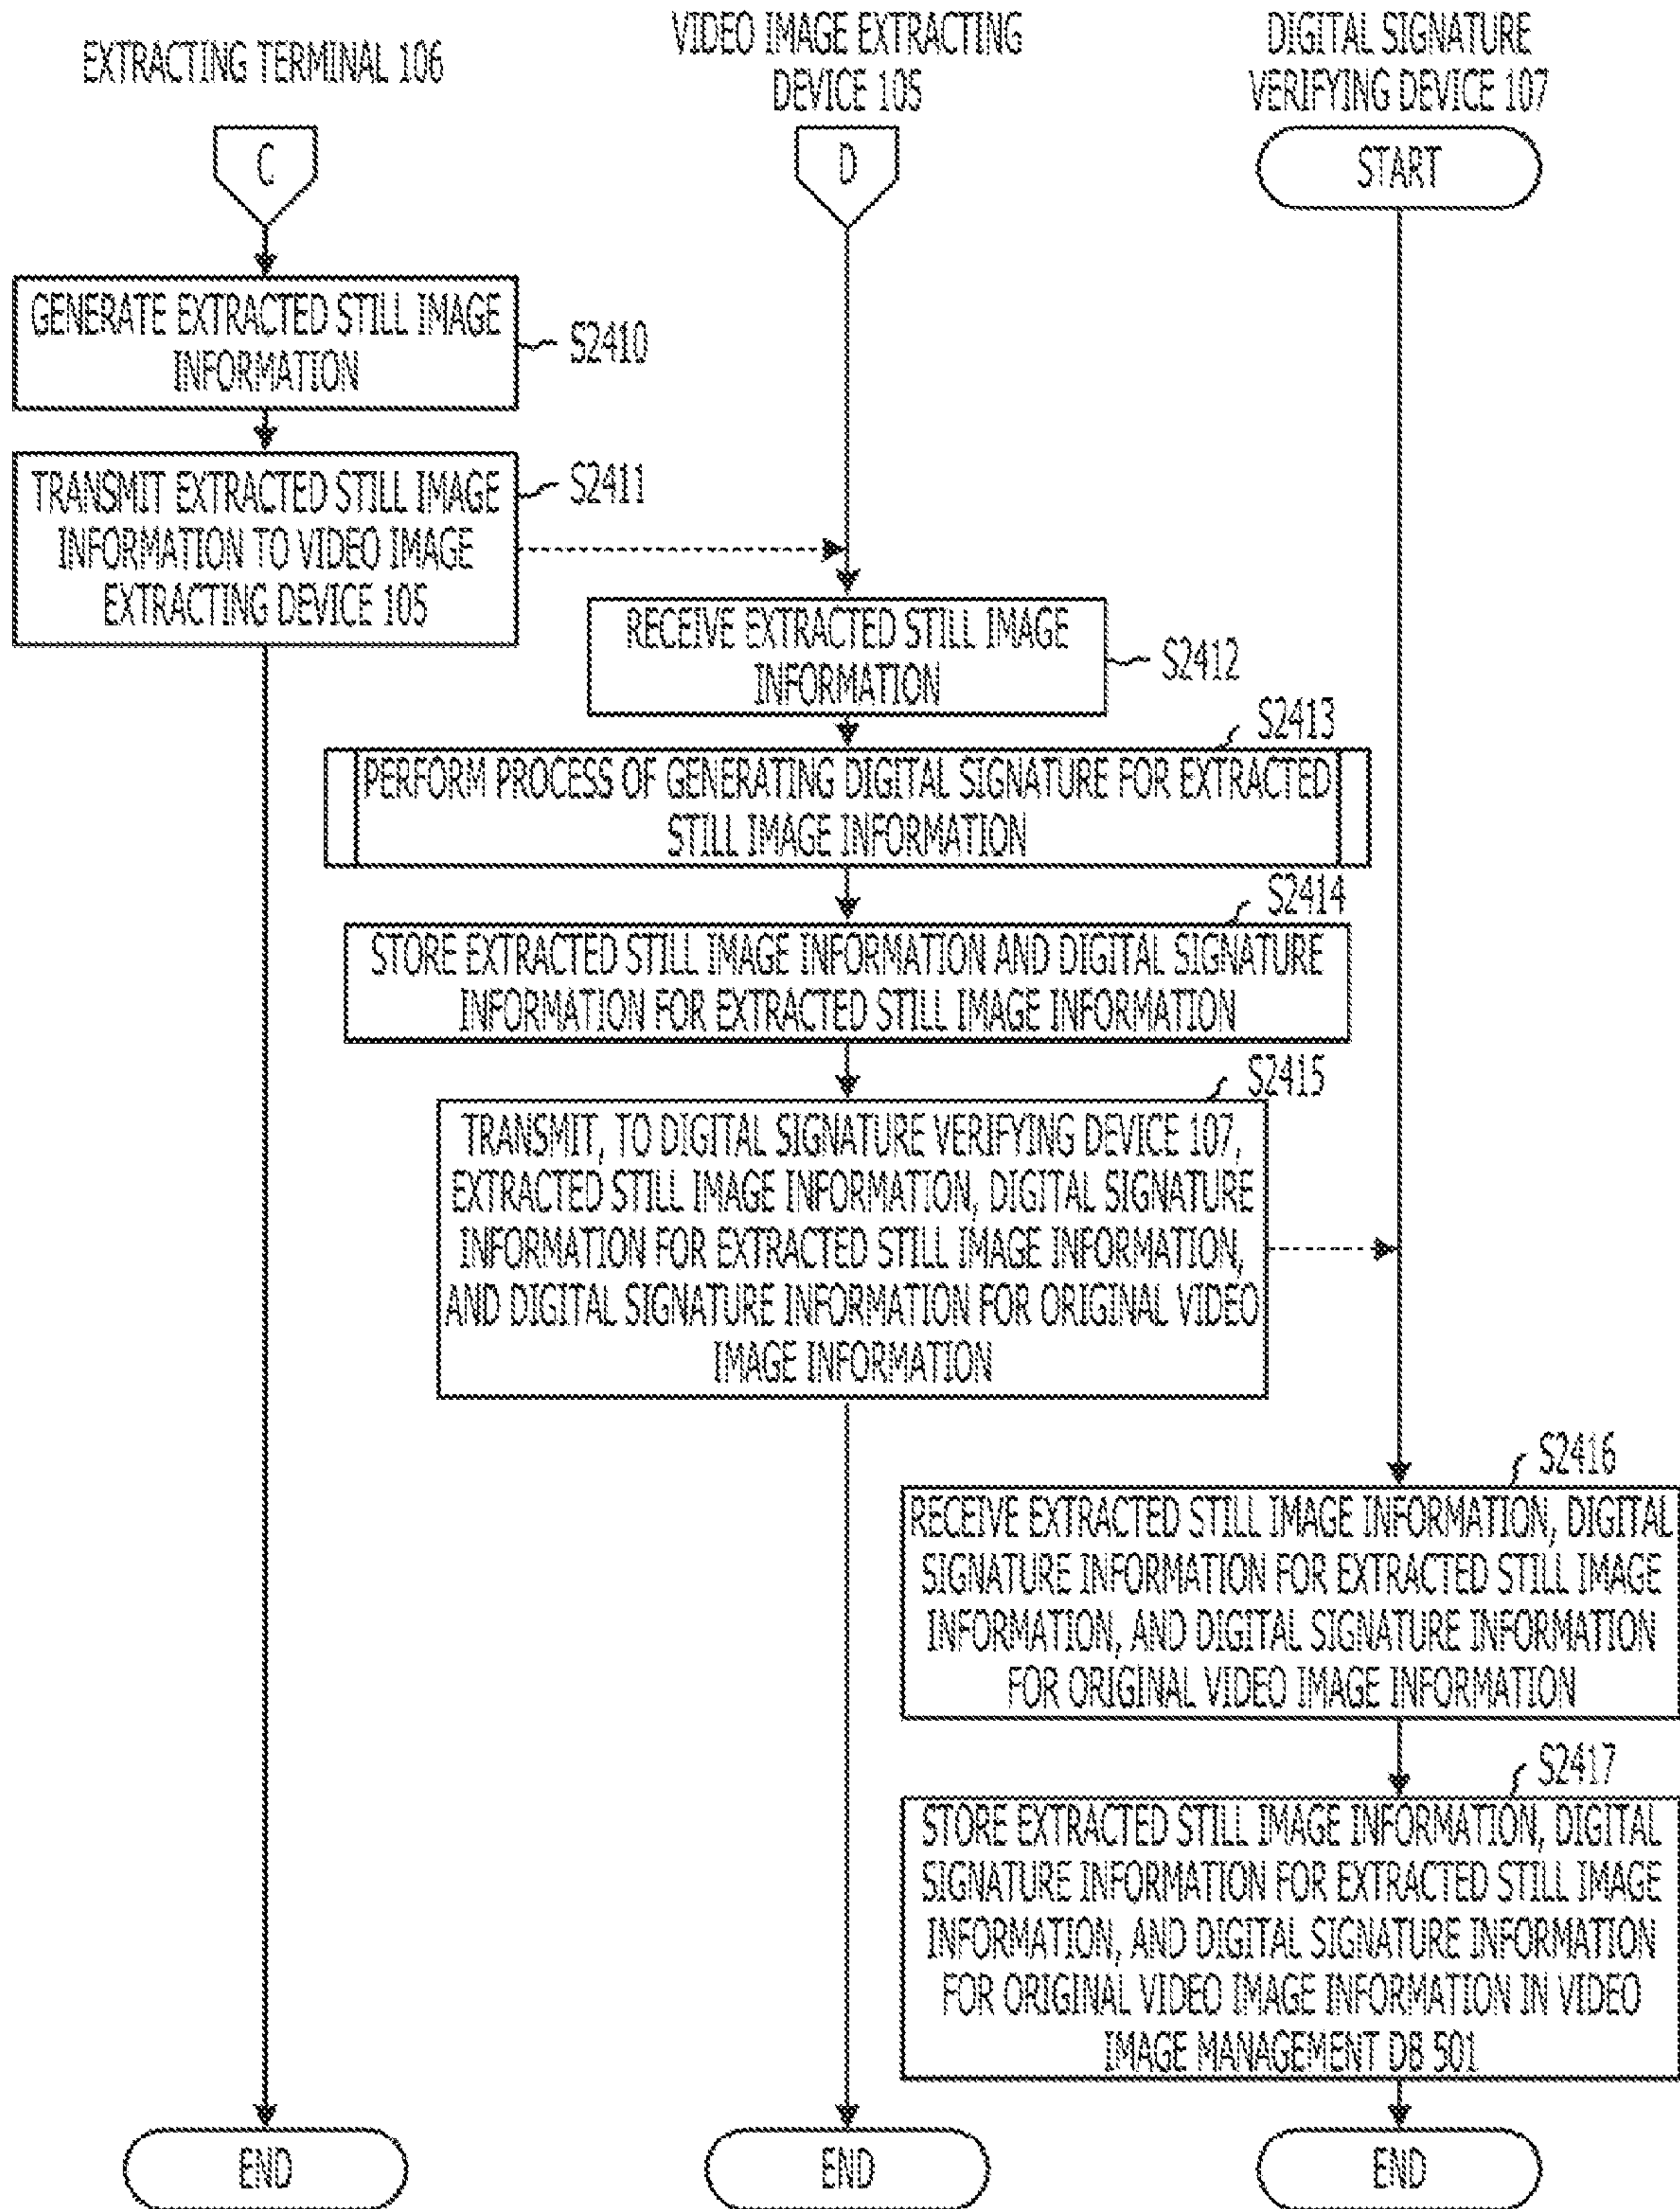 EXTRACTING TERMINAL 106
VIDEO IMAGE EXTRACTING
DEVICE 105
DIGITAL SIGNATURE
VERIFYING DEVICE 107
C
D
START
GENERATE EXTRACTED STILL IMAGE
INFORMATION
S2410
TRANSMIT EXTRACTED STILL IMAGE
INFORMATION TO VIDEO IMAGE
EXTRACTING DEVICE 105
S2411
RECEIVE EXTRACTED STILL IMAGE
INFORMATION
S2412
S2413
PERFORM PROCESS OF GENERATING DIGITAL SIGNATURE FOR EXTRACTED
STILL IMAGE INFORMATION
S2414
STORE EXTRACTED STILL IMAGE INFORMATION AND DIGITAL SIGNATURE
INFORMATION FOR EXTRACTED STILL IMAGE INFORMATION
S2415
TRANSMIT, TO DIGITAL SIGNATURE VERIFYING DEVICE 107,
EXTRACTED STILL IMAGE INFORMATION, DIGITAL SIGNATURE
INFORMATION FOR EXTRACTED STILL IMAGE INFORMATION,
AND DIGITAL SIGNATURE INFORMATION FOR ORIGINAL VIDEO
IMAGE INFORMATION
S2416
RECEIVE EXTRACTED STILL IMAGE INFORMATION, DIGITAL
SIGNATURE INFORMATION FOR EXTRACTED STILL IMAGE
INFORMATION, AND DIGITAL SIGNATURE INFORMATION
FOR ORIGINAL VIDEO IMAGE INFORMATION
S2417
STORE EXTRACTED STILL IMAGE INFORMATION, DIGITAL
SIGNATURE INFORMATION FOR EXTRACTED STILL IMAGE
INFORMATION, AND DIGITAL SIGNATURE INFORMATION
FOR ORIGINAL VIDEO IMAGE INFORMATION IN VIDEO
IMAGE MANAGEMENT DB 501
END
END
END